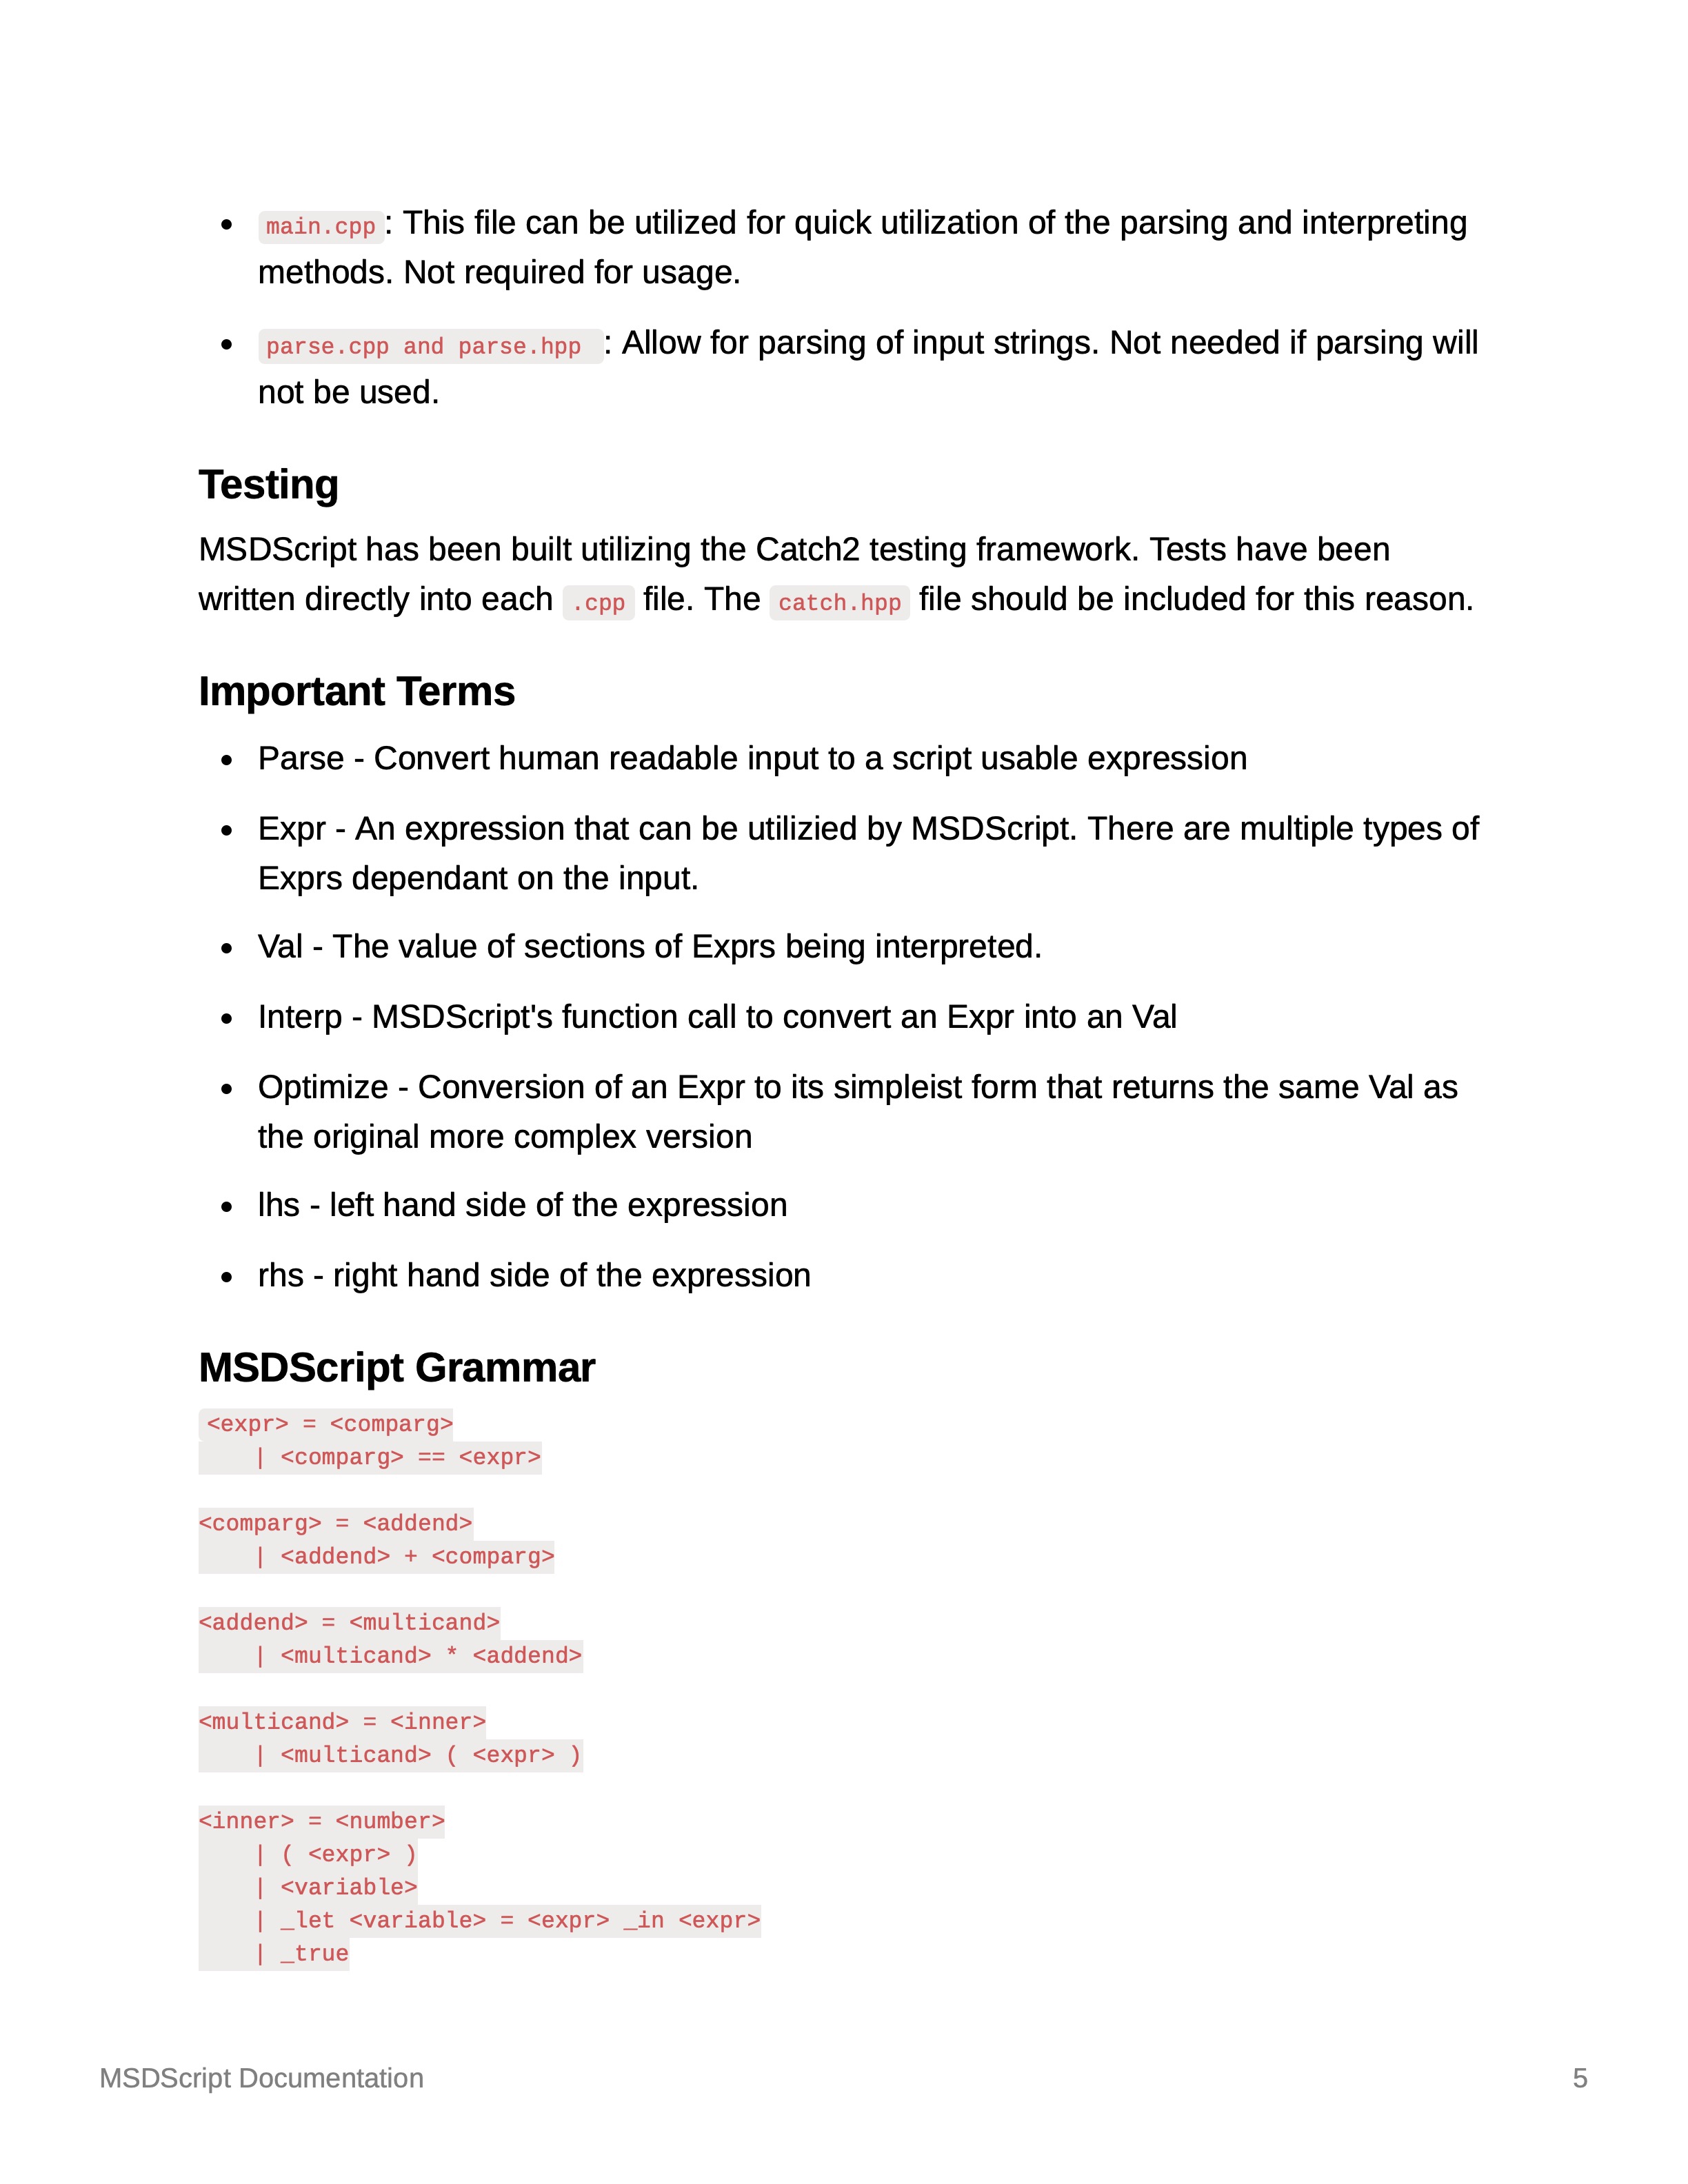 • main.cpp : This file can be utilized for quick utilization of the parsing and interpreting
methods. Not required for usage.
• parse.cpp and parse.hpp : Allow for parsing of input strings. Not needed if parsing will
not be used.
Testing
MSDScript has been built utilizing the Catch2 testing framework. Tests have been
written directly into each .cpp file. The catch.hpp file should be included for this reason.
Important Terms
• Parse - Convert human readable input to a script usable expression
• Expr - An expression that can be utilizied by MSDScript. There are multiple types of
Exprs dependant on the input.
• Val - The value of sections of Exprs being interpreted.
• Interp - MSDScript's function call to convert an Expr into an Val
• Optimize - Conversion of an Expr to its simpleist form that returns the same Val as
the original more complex version
• lhs - left hand side of the expression
• rhs - right hand side of the expression
MSDScript Grammar
<expr> = <comparg>
    | <comparg> == <expr>
<comparg> = <addend>
    | <addend> + <comparg>
<addend> = <multicand>
    | <multicand> * <addend>
<multicand> = <inner>
    | <multicand> ( <expr> )
<inner> = <number>
    | ( <expr> )
    | <variable>
    | _let <variable> = <expr> _in <expr>
    | _true
MSDScript Documentation 5